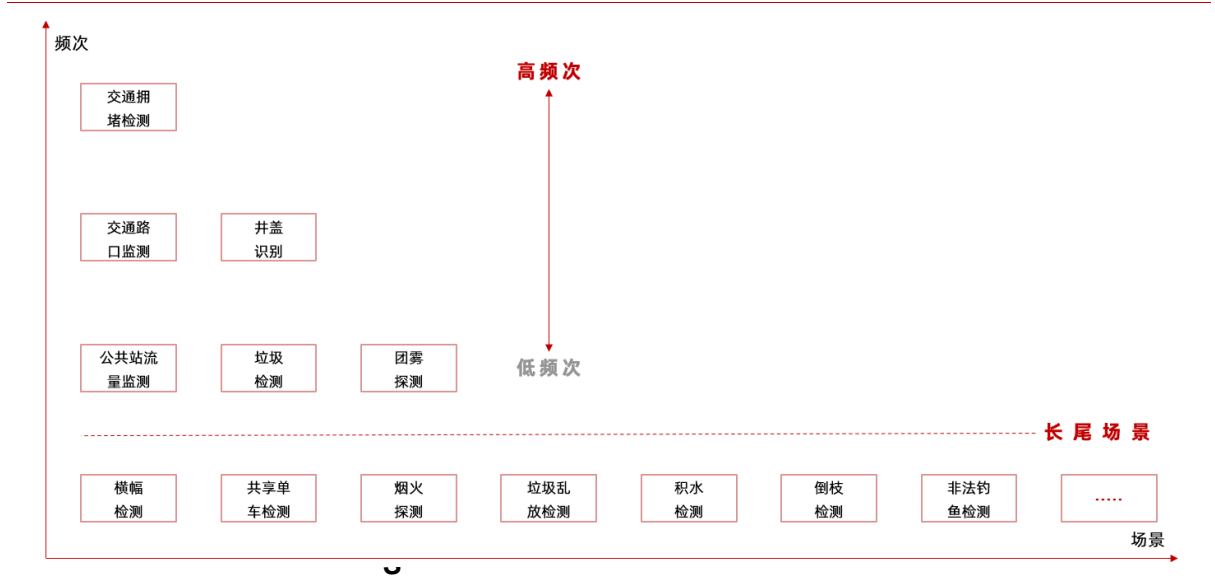 频次
高频次
交通拥
堵检测
交通路
口监测
井盖
识别
公共站流
量监测
垃圾
检测
团雾
探测
低频次
长尾场景
横幅
检测
共享单
车检测
烟火
探测
垃圾乱
放检测
积水
检测
倒枝
检测
非法钓
鱼检测
.....
场景